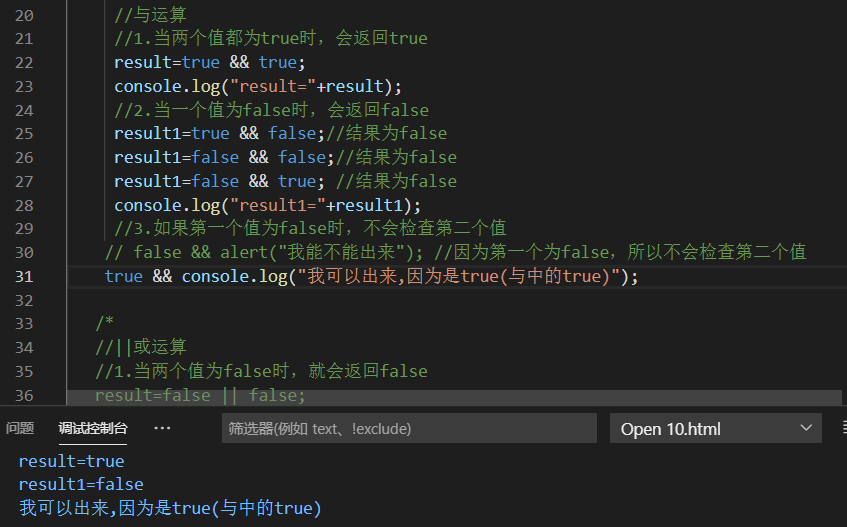 20 //与运算
21 //1.当两个值都为true时，会返回true
22 result=true && true;
23 console.log("result="+result);
24 //2.当一个值为false时，会返回false
25 result1=true && false;//结果为false
26 result1=false && false;//结果为false
27 result1=false && true; //结果为false
28 console.log("result1="+result1);
29 //3.如果第一个值为false时，不会检查第二个值
30 // false && alert("我能不能出来"); //因为第一个为false，所以不会检查第二个值
31 true && console.log("我可以出来,因为是true(与中的true)");
32
33 /*
34 //||或运算
35 //1.当两个值为false时，就会返回false
36 result=false || false;
问题 调试控制台 ··· 筛选器(例如 text、!exclude) Open 10.html
result=true
result1=false
我可以出来,因为是true(与中的true)